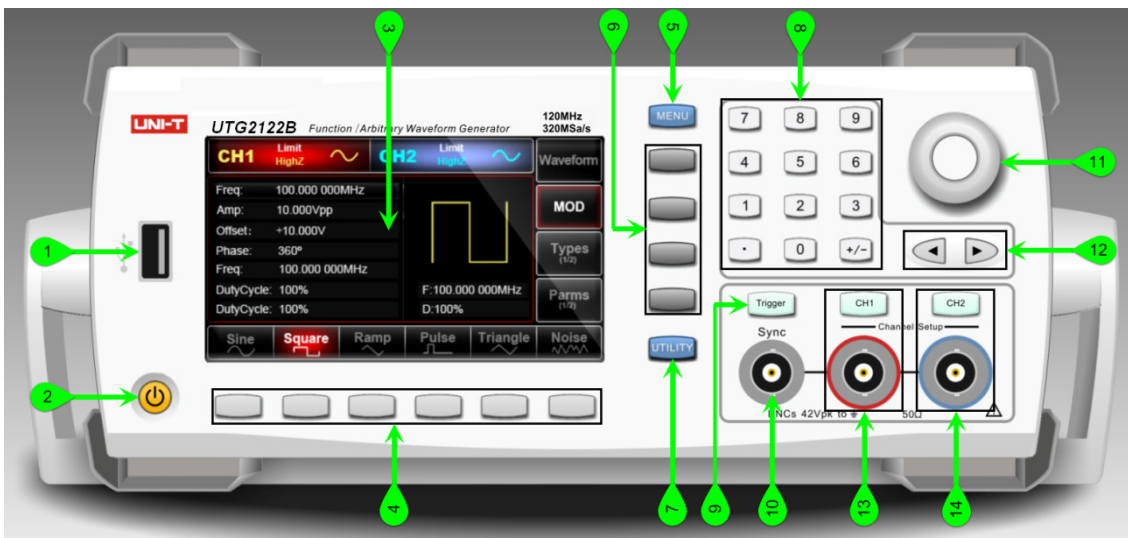 3
6
5
8
UNI-T
UTG2122B Function /Arbitrary Waveform Generator
120MHz
320MSa/s
MENU
7 8 9
CH1 Limit HighZ
CH2 Limit HighZ
Waveform
4 5 6
11
Freq: 100.000 000MHz
Amp: 10.000Vpp
MOD
1 2 3
Offset: +10.000V
1
Phase: 360º
Types
(1/2)
. 0 +/-
12
Freq: 100.000 000MHz
DutyCycle: 100% F:100.000 000MHz
Parms
(1/2)
DutyCycle: 100% D:100%
Trigger
CH1
CH2
Sine Square Ramp Pulse Triangle Noise
Sync
Channel Setup
UTILITY
2
BNCs 42Vpk to 50Ω
4
7
9
10
13
14